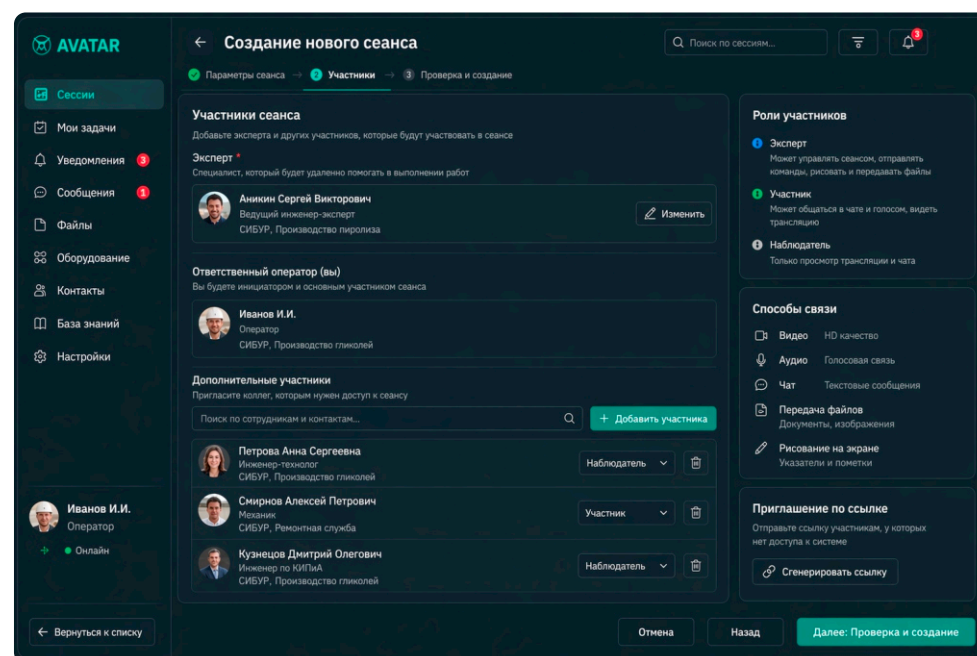 AVATAR
Сессии
Мои задачи
Уведомления 3
Сообщения 1
Файлы
Оборудование
Контакты
База знаний
Настройки
Иванов И.И.
Оператор
Онлайн
← Вернуться к списку
← Создание нового сеанса
Поиск по сессиям...
3
Параметры сеанса → 2 Участники → 3 Проверка и создание
Участники сеанса
Добавьте эксперта и других участников, которые будут участвовать в сеансе
Эксперт *
Специалист, который будет удаленно помогать в выполнении работ
Аникин Сергей Викторович
Ведущий инженер-эксперт
СИБУР, Производство пиролиза
Изменить
Ответственный оператор (вы)
Вы будете инициатором и основным участником сеанса
Иванов И.И.
Оператор
СИБУР, Производство гликолей
Дополнительные участники
Пригласите коллег, которым нужен доступ к сеансу
Поиск по сотрудникам и контактам...
+ Добавить участника
Петрова Анна Сергеевна
Инженер-технолог
СИБУР, Производство гликолей
Наблюдатель
Смирнов Алексей Петрович
Механик
СИБУР, Ремонтная служба
Участник
Кузнецов Дмитрий Олегович
Инженер по КИПиА
СИБУР, Производство гликолей
Наблюдатель
Роли участников
Эксперт
Может управлять сеансом, отправлять
команды, рисовать и передавать файлы
Участник
Может общаться в чате и голосом, видеть
трансляцию
Наблюдатель
Только просмотр трансляции и чата
Способы связи
Видео HD качество
Аудио Голосовая связь
Чат Текстовые сообщения
Передача файлов
Документы, изображения
Рисование на экране
Указатели и пометки
Приглашение по ссылке
Отправьте ссылку участникам, у которых
нет доступа к системе
Сгенерировать ссылку
Отмена
Назад
Далее: Проверка и создание